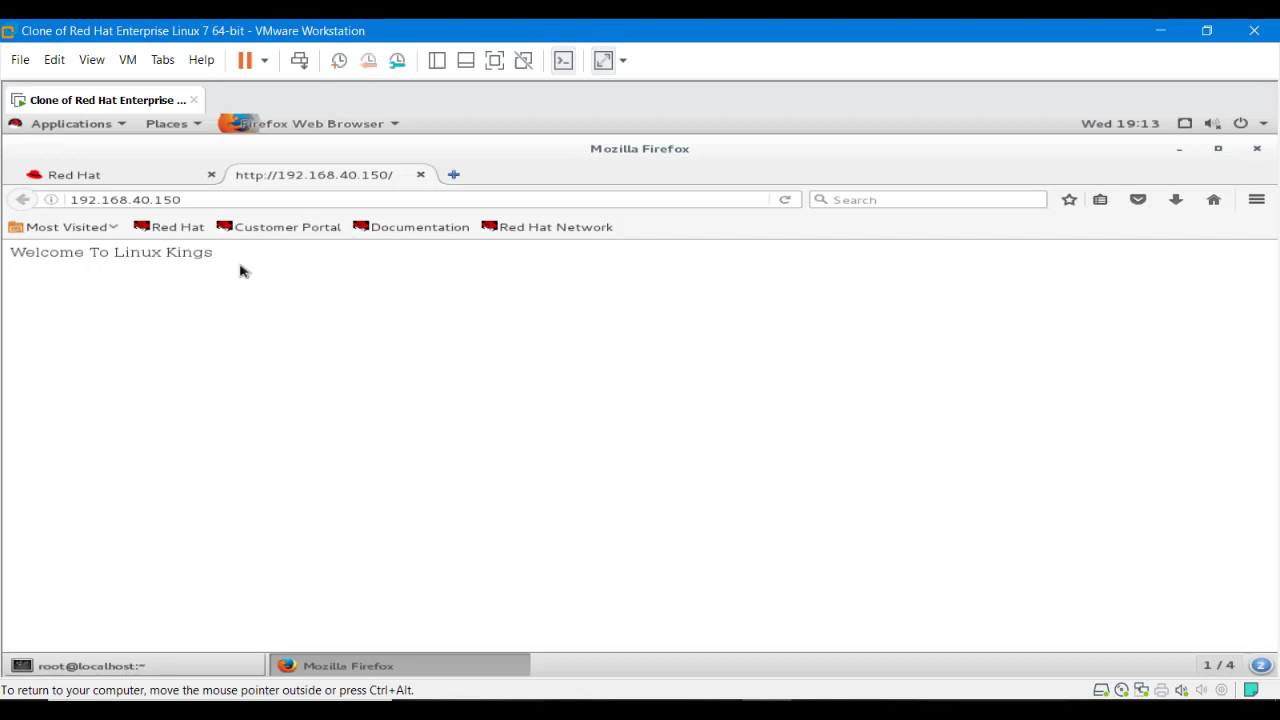 Clone of Red Hat Enterprise Linux 7 64-bit - VMware Workstation
File Edit View VM Tabs Help
Clone of Red Hat Enterprise ...
Applications Places Firefox Web Browser Wed 19:13
Mozilla Firefox
Red Hat http://192.168.40.150/
192.168.40.150 Search
Most Visited Red Hat Customer Portal Documentation Red Hat Network
Welcome To Linux Kings
root@localhost:~ Mozilla Firefox 1 / 4 2
To return to your computer, move the mouse pointer outside or press Ctrl+Alt.